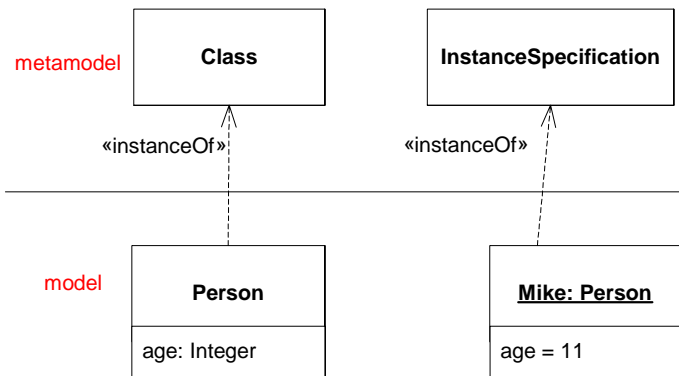 metamodel
Class
InstanceSpecification
«instanceOf»
«instanceOf»
model
Person
Mike: Person
age: Integer
age = 11